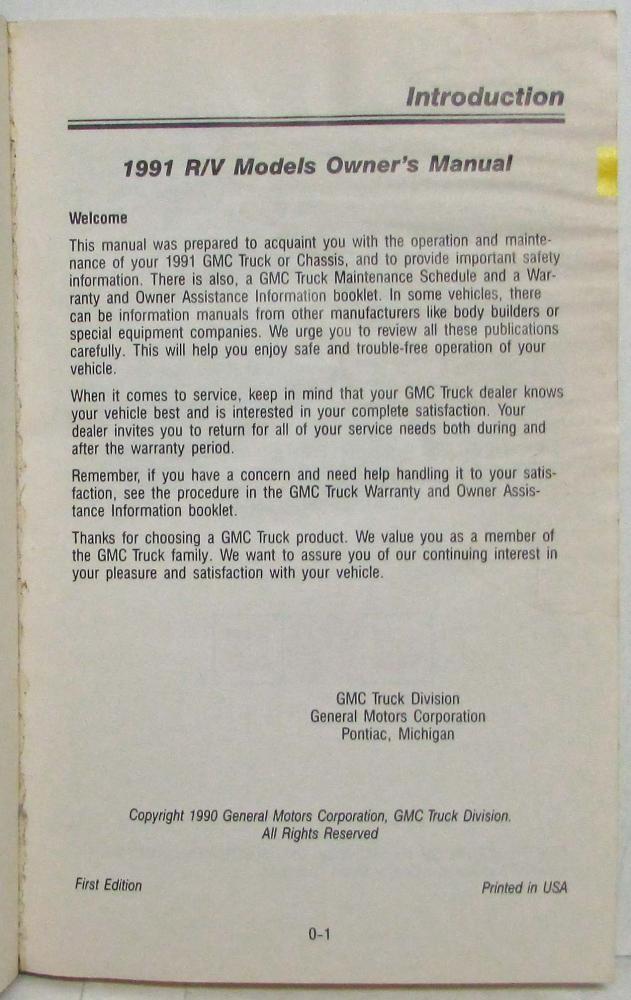 Introduction
1991 R/V Models Owner's Manual
Welcome
This manual was prepared to acquaint you with the operation and mainte-
nance of your 1991 GMC Truck or Chassis, and to provide important safety
information. There is also, a GMC Truck Maintenance Schedule and a War-
ranty and Owner Assistance Information booklet. In some vehicles, there
can be information manuals from other manufacturers like body builders or
special equipment companies. We urge you to review all these publications
carefully. This will help you enjoy safe and trouble-free operation of your
vehicle.
When it comes to service, keep in mind that your GMC Truck dealer knows
your vehicle best and is interested in your complete satisfaction. Your
dealer invites you to return for all of your service needs both during and
after the warranty period.
Remember, if you have a concern and need help handling it to your satis-
faction, see the procedure in the GMC Truck Warranty and Owner Assis-
tance Information booklet.
Thanks for choosing a GMC Truck product. We value you as a member of
the GMC Truck family. We want to assure you of our continuing interest in
your pleasure and satisfaction with your vehicle.
GMC Truck Division
General Motors Corporation
Pontiac, Michigan
Copyright 1990 General Motors Corporation, GMC Truck Division.
All Rights Reserved
First Edition
Printed in USA
0-1